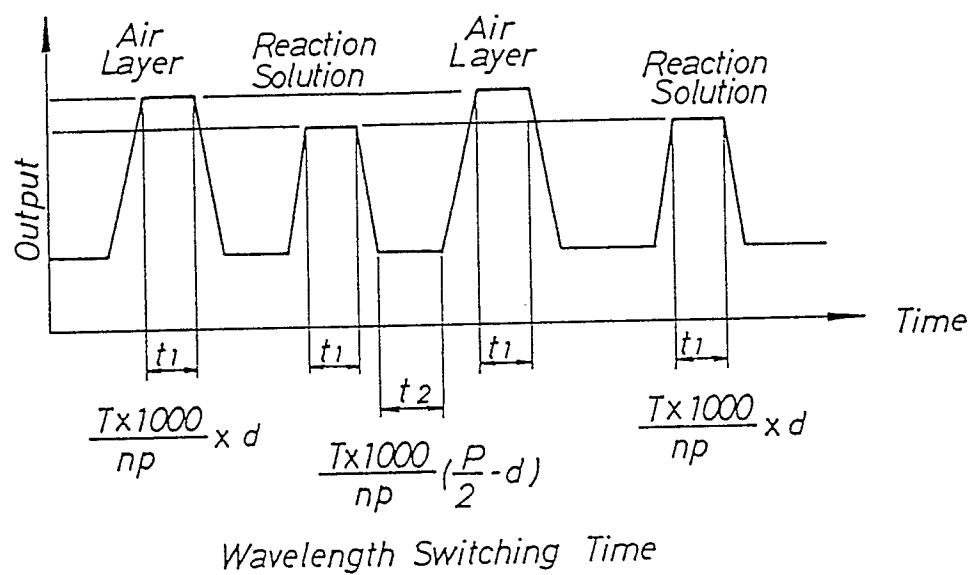 Air
Layer
Reaction
Solution
Air
Layer
Reaction
Solution
Output
Time
t1
t1
t2
t1
t1
T×1000/np × d
T×1000/np (P/2 - d)
T×1000/np × d
Wavelength Switching Time